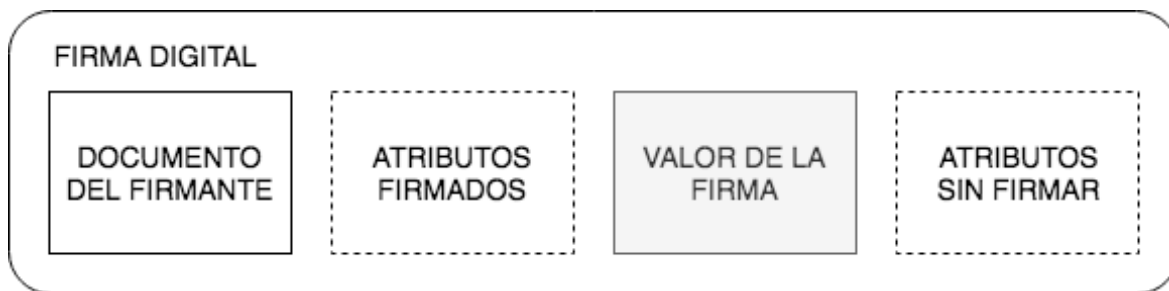 FIRMA DIGITAL
DOCUMENTO
DEL FIRMANTE
ATRIBUTOS
FIRMADOS
VALOR DE LA
FIRMA
ATRIBUTOS
SIN FIRMAR